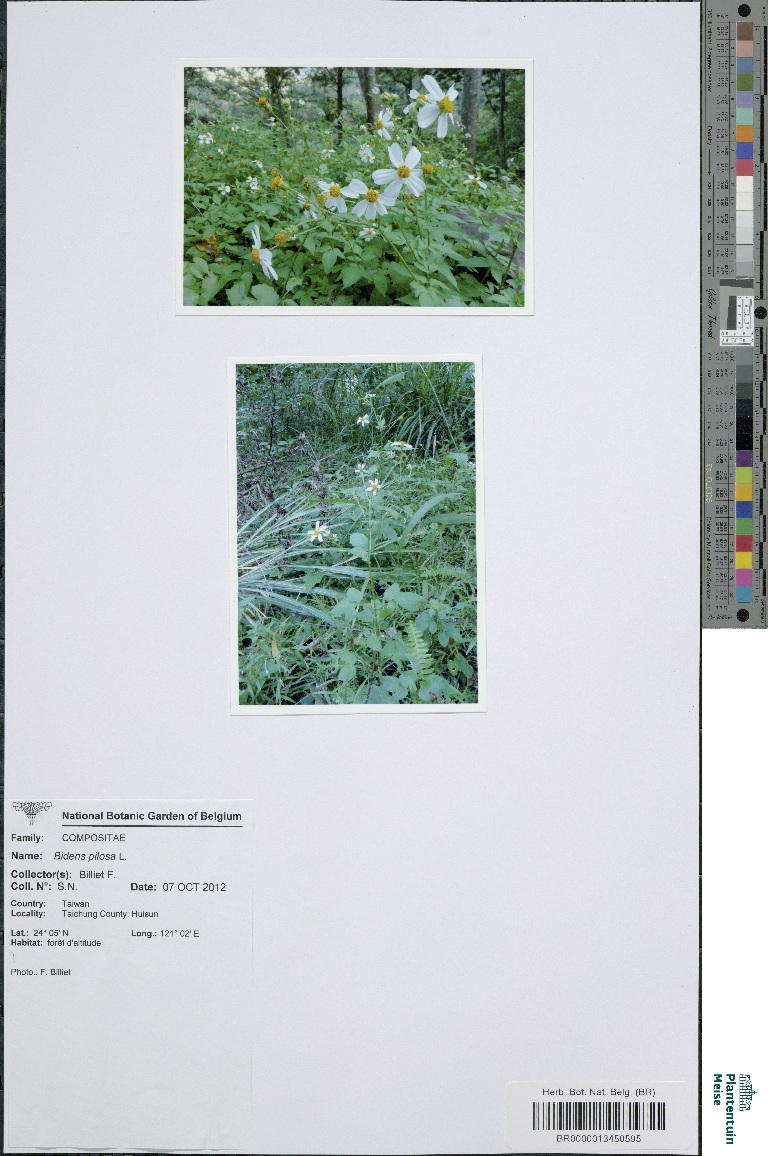 National Botanic Garden of Belgium
Family: COMPOSITAE
Name: Bidens pilosa L.
Collector(s): Billiet F.
Coll. N°: S.N. Date: 07 OCT 2012
Country: Taiwan
Locality: Taichung County; Huisun
Lat.: 24° 05' N Long.: 121° 02' E
Habitat: forêt d'altitude
Photo.: F. Billiet
Herb. Bot. Nat. Belg. (BR)
BR0000013450595
Plantentuin
Meise